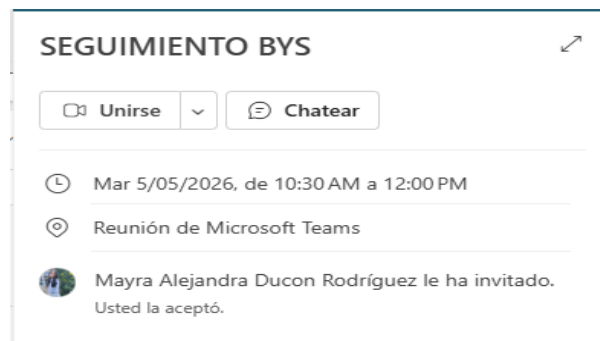 SEGUIMIENTO BYS
Unirse
Chatear
Mar 5/05/2026, de 10:30 AM a 12:00 PM
Reunión de Microsoft Teams
Mayra Alejandra Ducon Rodríguez le ha invitado.
Usted la aceptó.